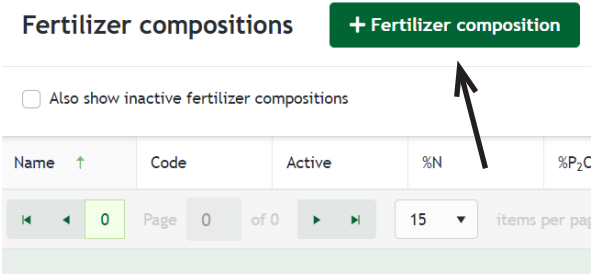 Fertilizer compositions
+ Fertilizer composition
Also show inactive fertilizer compositions
Name ↑ Code Active %N
0 Page 0 of 0 15 items per